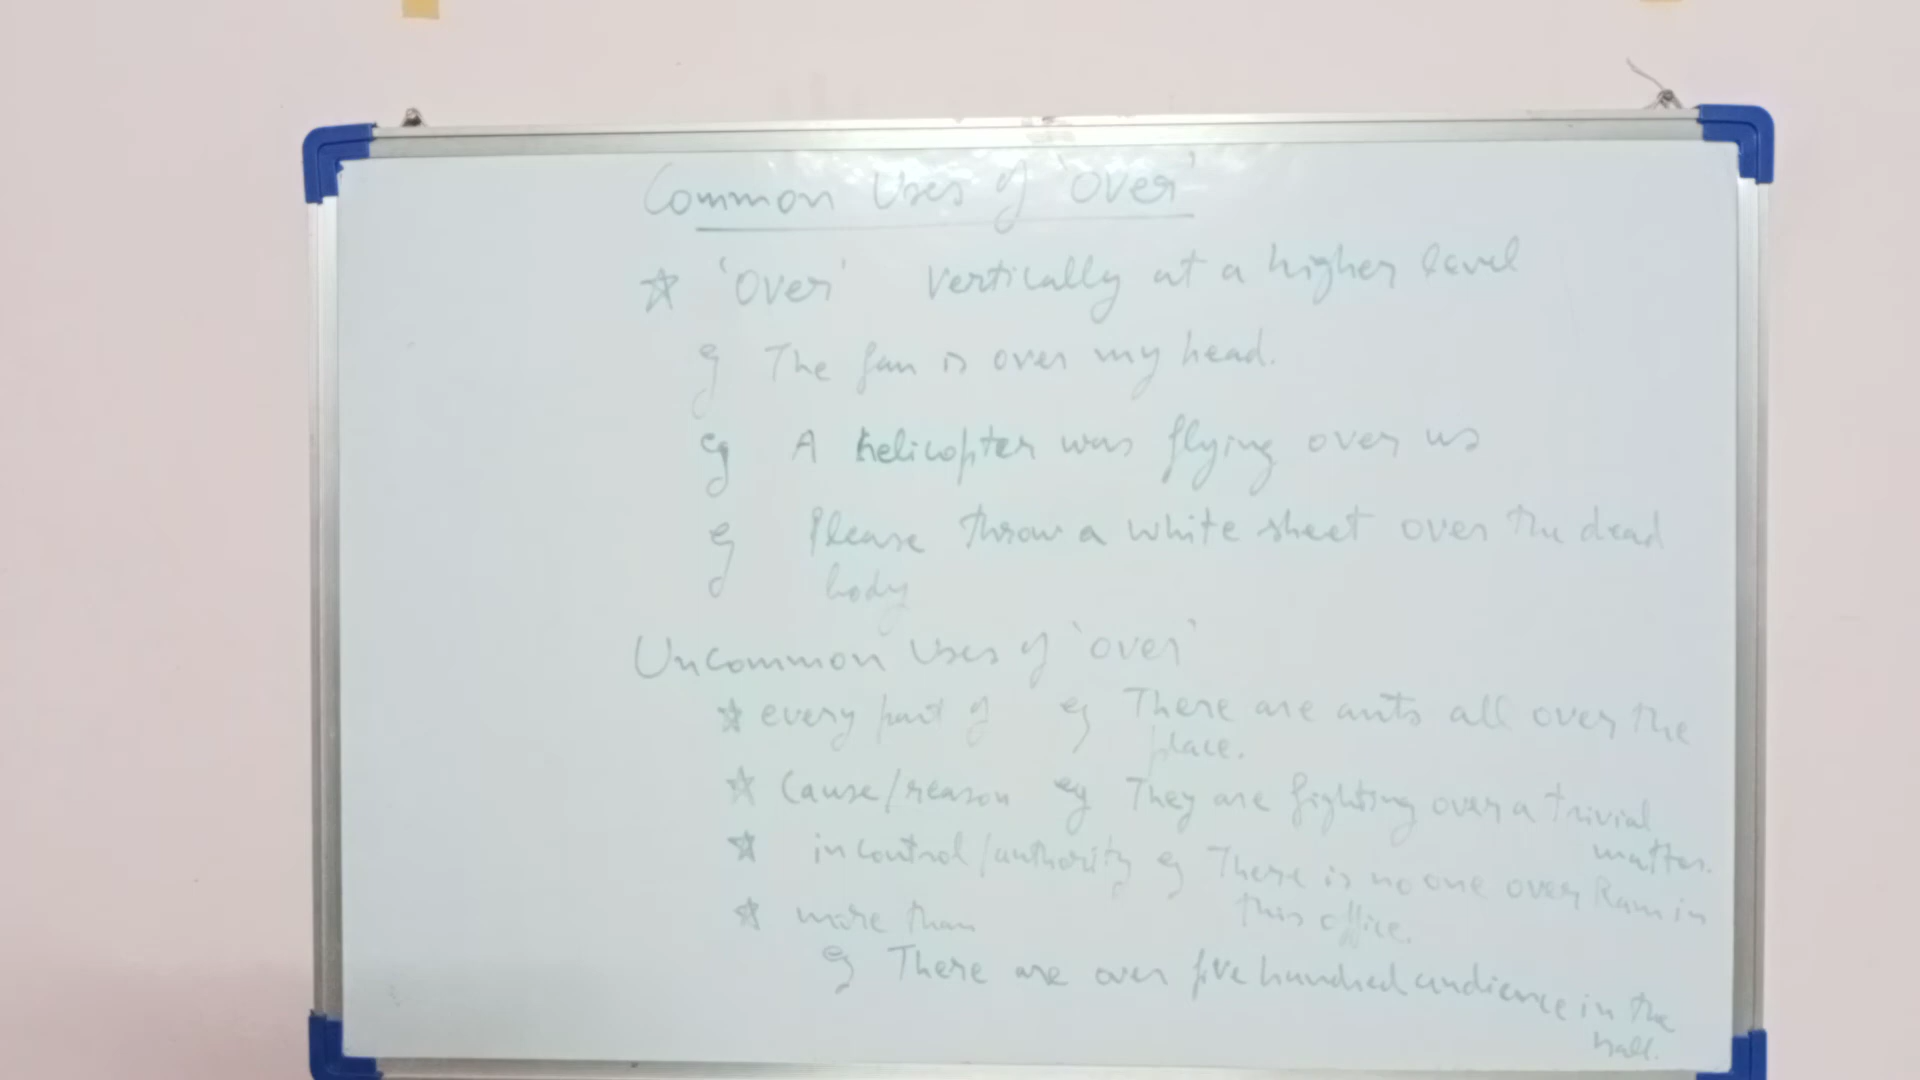 Common Uses of 'Over'
☆ 'Over' Vertically at a higher level
eg The fan is over my head.
eg A helicopter was flying over us
eg Please throw a white sheet over the dead
body
Uncommon Uses of 'over'
☆ every part of eg There are ants all over the
place.
☆ Cause/reason eg They are fighting over a trivial
matter.
☆ in control/authority eg There is no one over Ram in
this office.
☆ more than
eg There are over five hundred audience in the
hall.